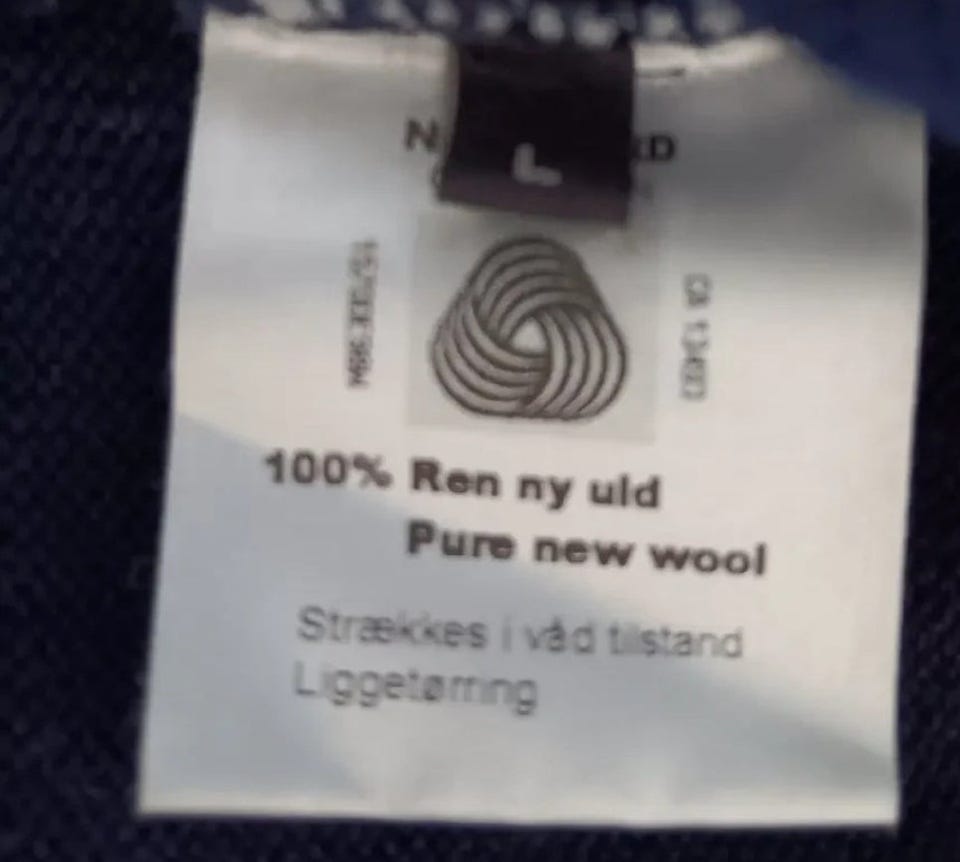 L
100% Ren ny uld
Pure new wool
Strækkes i våd tilstand
Liggetørring